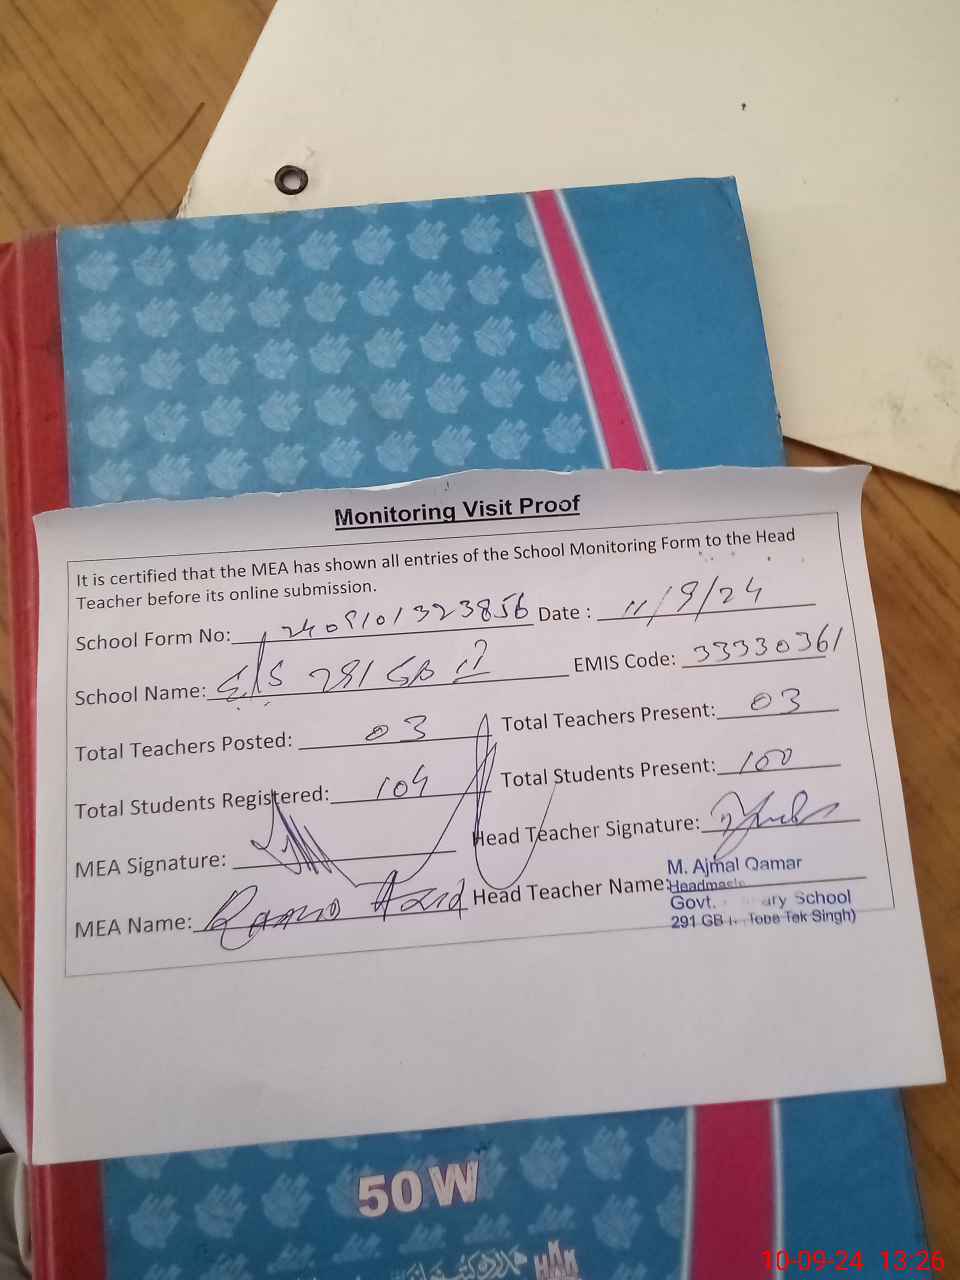 Monitoring Visit Proof
It is certified that the MEA has shown all entries of the School Monitoring Form to the Head
Teacher before its online submission.
School Form No: 2409101323856 Date : 11/9/24
School Name: E/S 291 GB II EMIS Code: 33330361
Total Teachers Posted: 03 Total Teachers Present: 03
Total Students Registered: 104 Total Students Present: 100
MEA Signature: Head Teacher Signature:
MEA Name: Head Teacher Name:
M. Ajmal Qamar
Govt. School
291 GB Toba Tek Singh)
50W
10-09-24 13:26